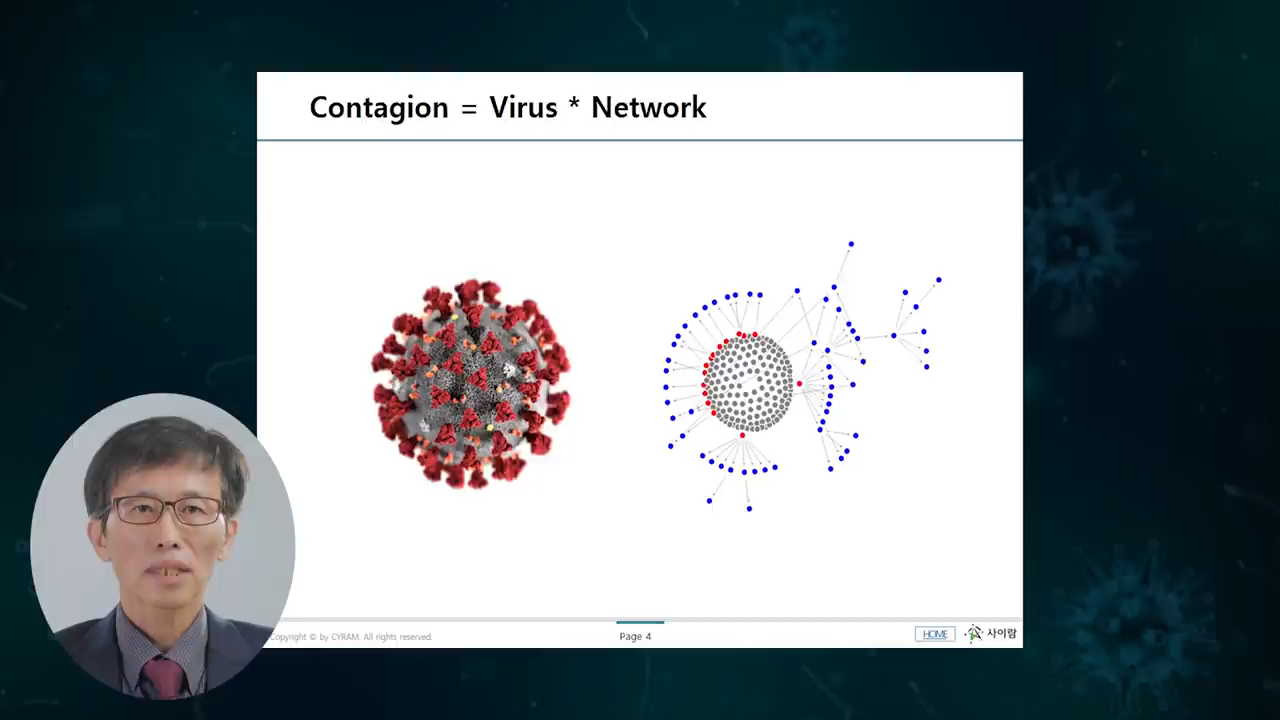 Contagion = Virus * Network
Copyright © by CYRAM. All rights reserved.
Page 4
HOME
사이람